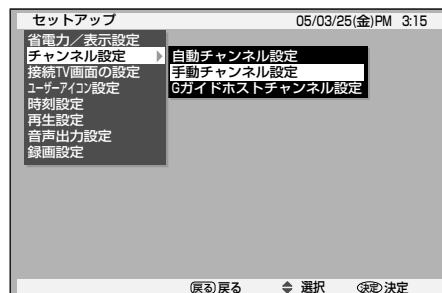 セットアップ 05/03/25(金)PM 3:15
省電力／表示設定
チャンネル設定 ▶ 自動チャンネル設定
接続TV画面の設定 手動チャンネル設定
ユーザーアイコン設定 Gガイドホストチャンネル設定
時刻設定
再生設定
音声出力設定
録画設定
戻る 戻る 選択 決定 決定